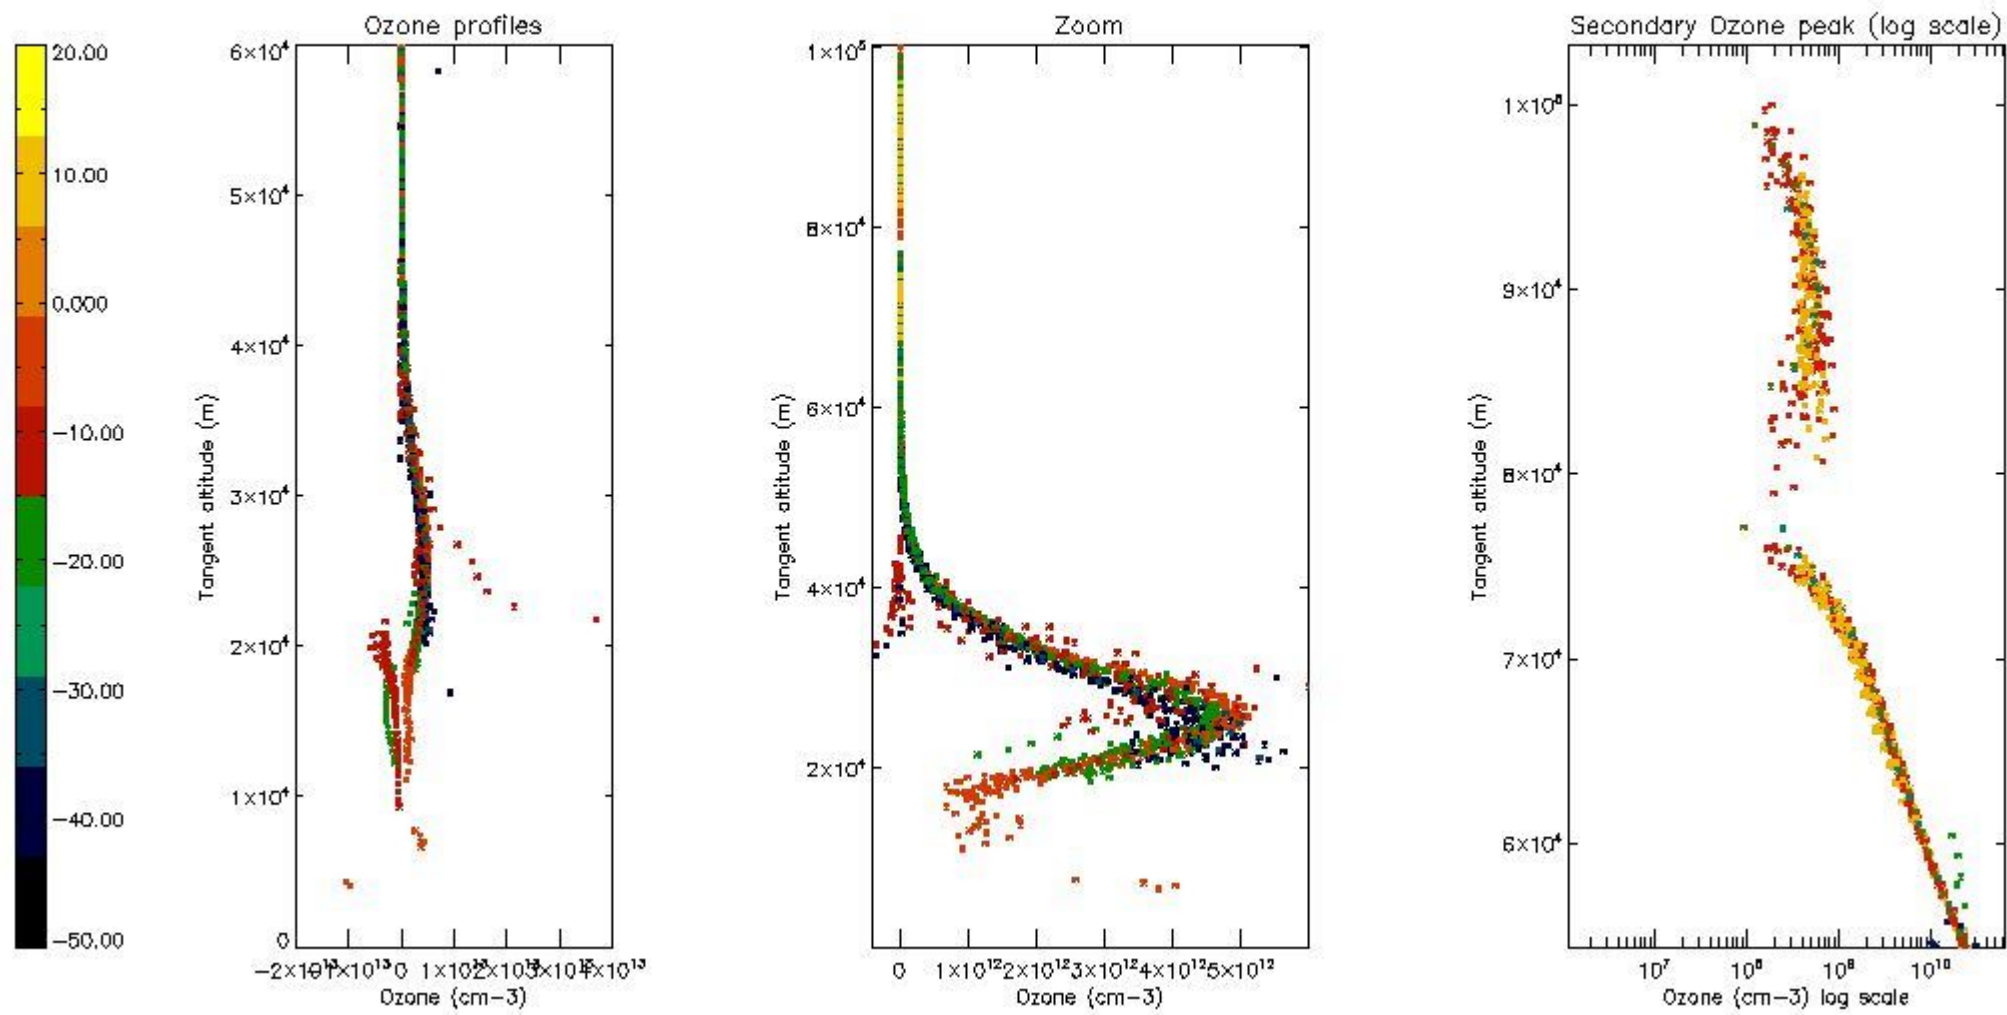 Ozone profiles
Zoom
Secondary Ozone peak (log scale)
20.00
10.00
0.000
−10.00
−20.00
−30.00
−40.00
−50.00
6×10⁴
5×10⁴
4×10⁴
3×10⁴
2×10⁴
1×10⁴
0
Tangent altitude (m)
0 1×10¹³
Ozone (cm−3)
1×10⁵
8×10⁴
6×10⁴
4×10⁴
2×10⁴
Tangent altitude (m)
0 1×10¹² 2×10¹² 3×10¹² 4×10¹² 5×10¹²
Ozone (cm−3)
9×10⁴
8×10⁴
7×10⁴
6×10⁴
Tangent altitude (m)
10⁷ 10⁸ 10⁹ 10¹⁰
Ozone (cm−3) log scale